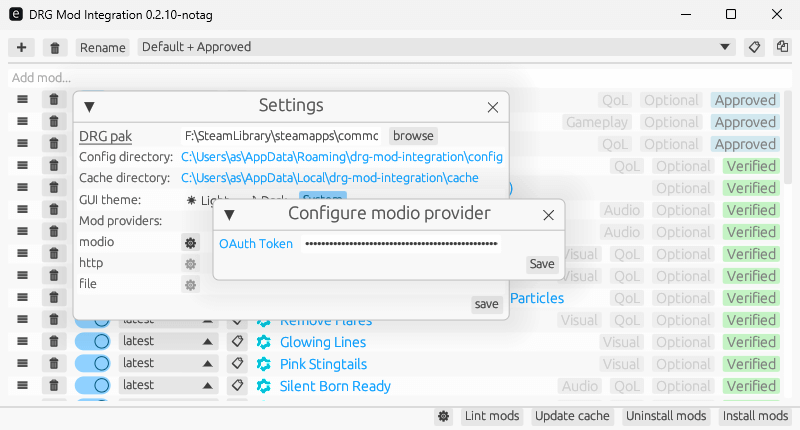 DRG Mod Integration 0.2.10-notag
Rename Default + Approved
Add mod...
QoL Optional Approved
Gameplay Optional Approved
QoL Optional Approved
QoL Optional Verified
Optional Verified
Audio Optional Verified
Audio Optional Verified
Visual Optional Verified
Visual QoL Optional Verified
Visual Optional Verified
Particles QoL Optional Verified
latest Remove Flares Visual QoL Optional Verified
latest Glowing Lines Visual Optional Verified
latest Pink Stingtails Visual Optional Verified
latest Silent Born Ready Audio QoL Optional Verified
Settings
DRG pak F:\SteamLibrary\steamapps\commc browse
Config directory: C:\Users\as\AppData\Roaming\drg-mod-integration\config
Cache directory: C:\Users\as\AppData\Local\drg-mod-integration\cache
GUI theme:
Mod providers:
modio
http
file
save
Configure modio provider
OAuth Token
Save
Lint mods Update cache Uninstall mods Install mods